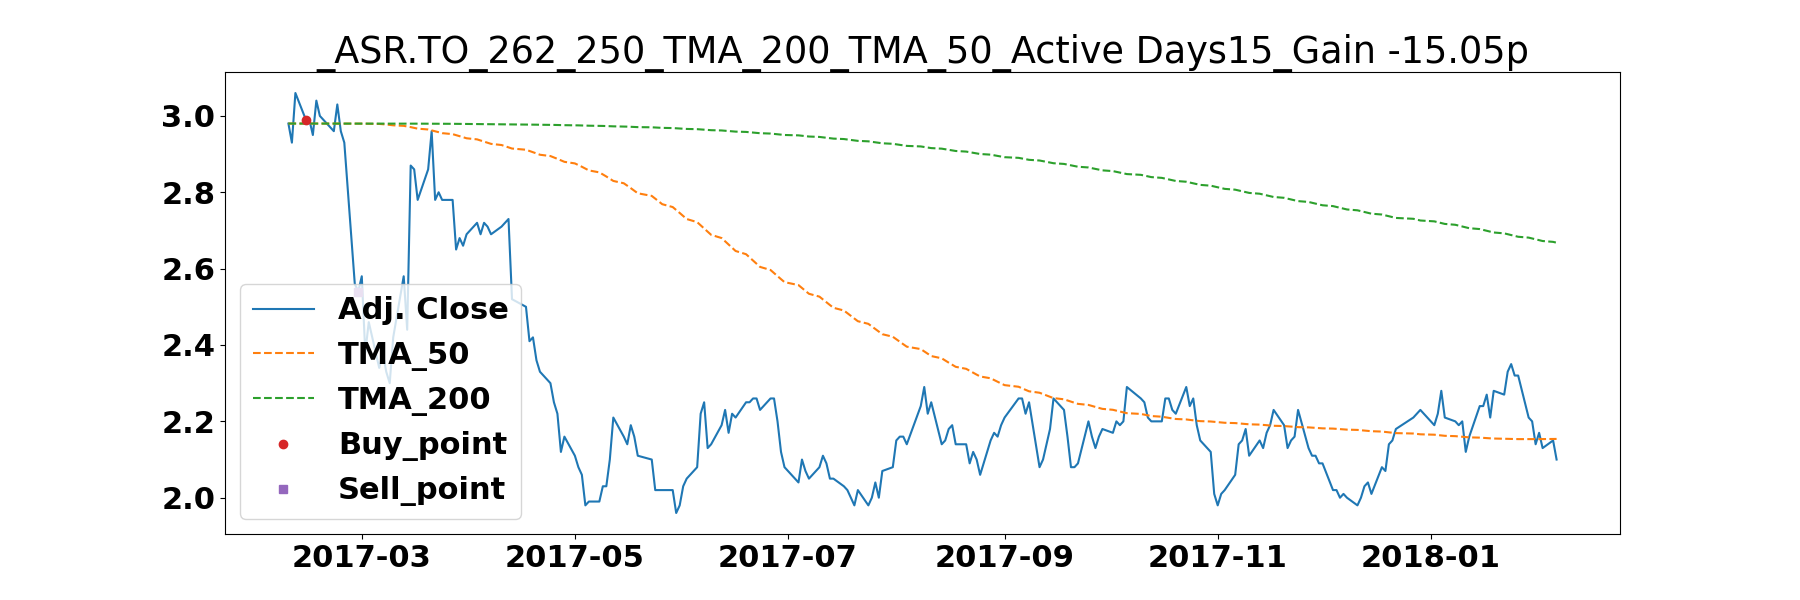 _ASR.TO_262_250_TMA_200_TMA_50_Active Days15_Gain -15.05p
3.0
2.8
2.6
2.4
2.2
2.0
Adj. Close
TMA_50
TMA_200
Buy_point
Sell_point
2017-03 2017-05 2017-07 2017-09 2017-11 2018-01